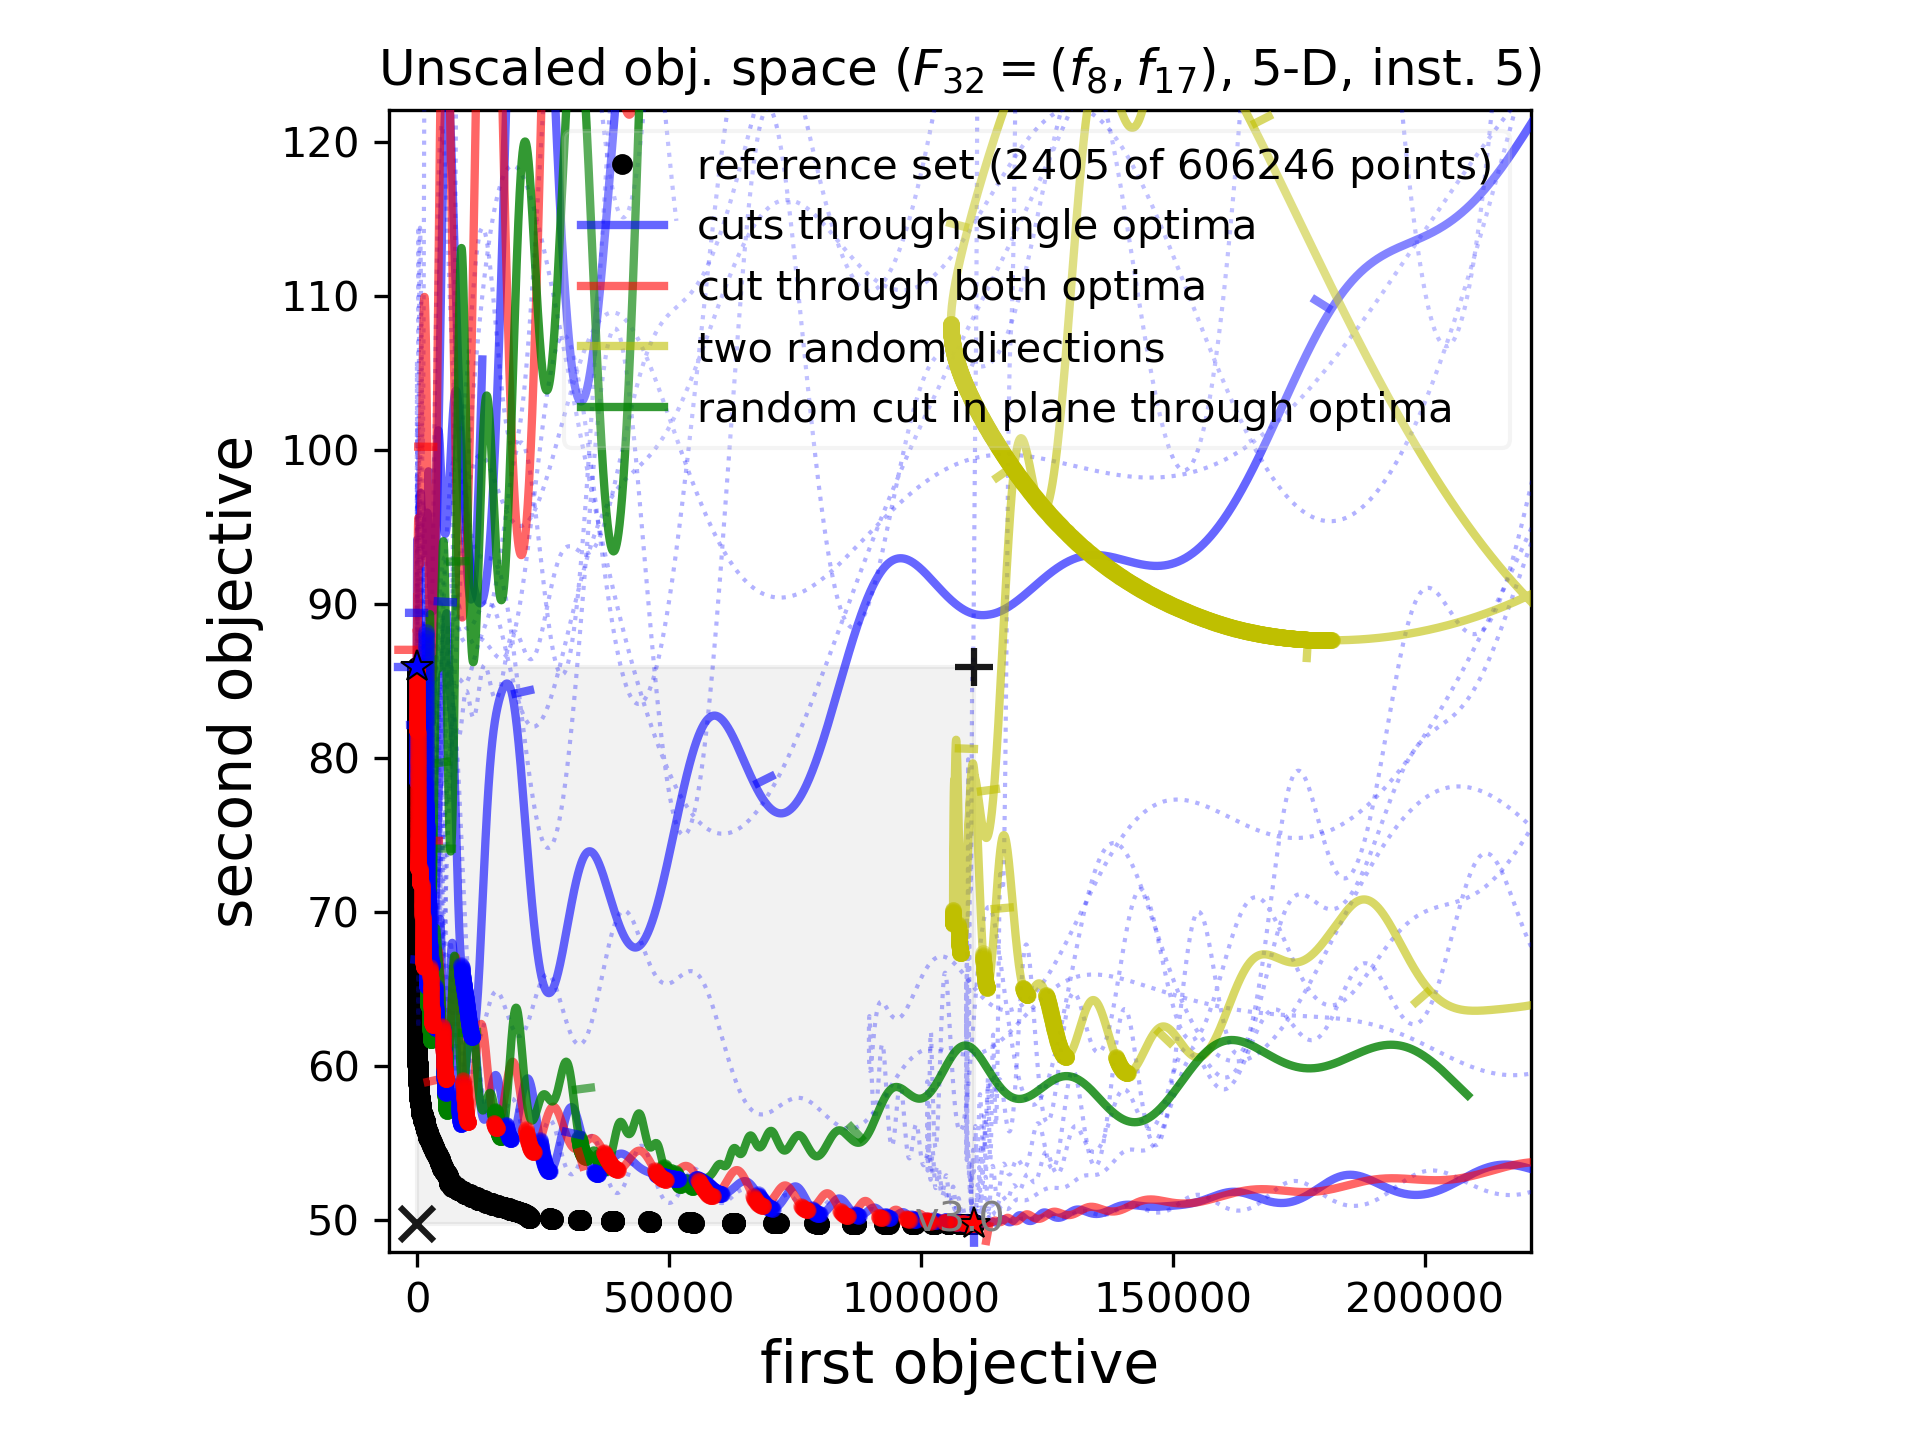 Unscaled obj. space (F₃₂ = (f₈, f₁₇), 5-D, inst. 5)
120
110
100
90
80
70
60
50
second objective
reference set (2405 of 606246 points)
cuts through single optima
cut through both optima
two random directions
random cut in plane through optima
v3.0
0
50000
100000
150000
200000
first objective